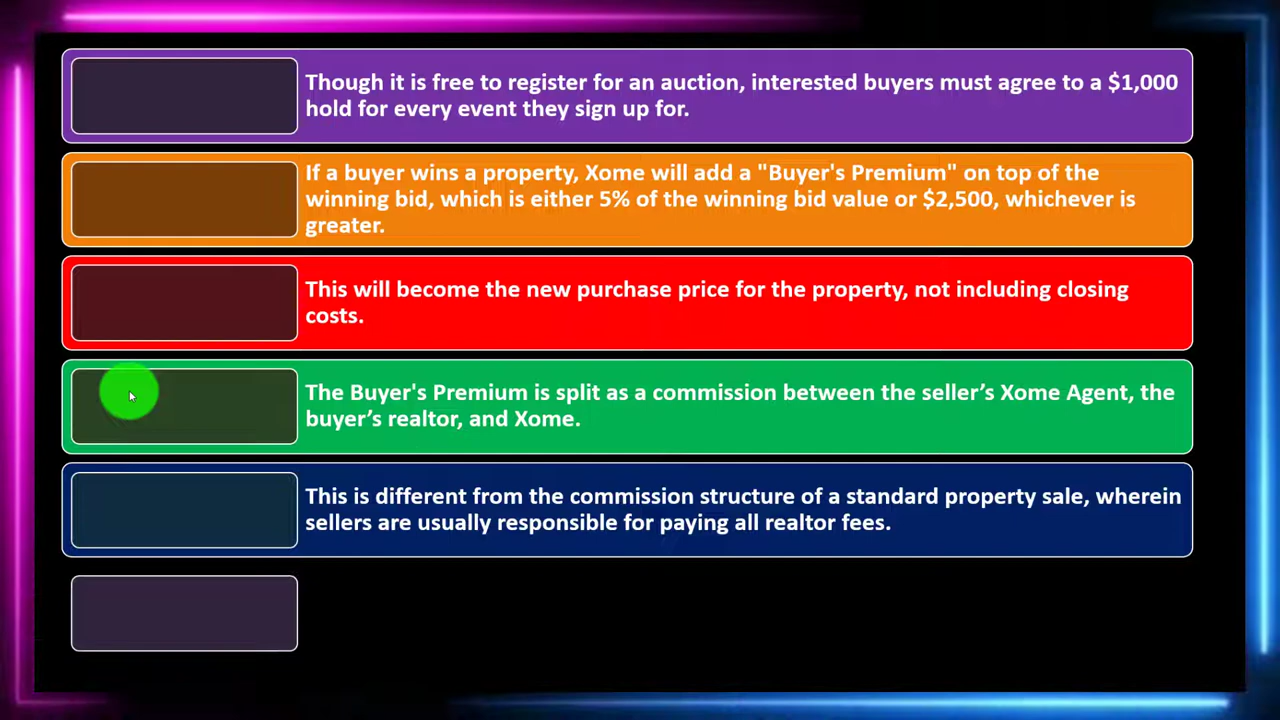 Though it is free to register for an auction, interested buyers must agree to a $1,000
hold for every event they sign up for.
If a buyer wins a property, Xome will add a "Buyer's Premium" on top of the
winning bid, which is either 5% of the winning bid value or $2,500, whichever is
greater.
This will become the new purchase price for the property, not including closing
costs.
The Buyer's Premium is split as a commission between the seller’s Xome Agent, the
buyer’s realtor, and Xome.
This is different from the commission structure of a standard property sale, wherein
sellers are usually responsible for paying all realtor fees.